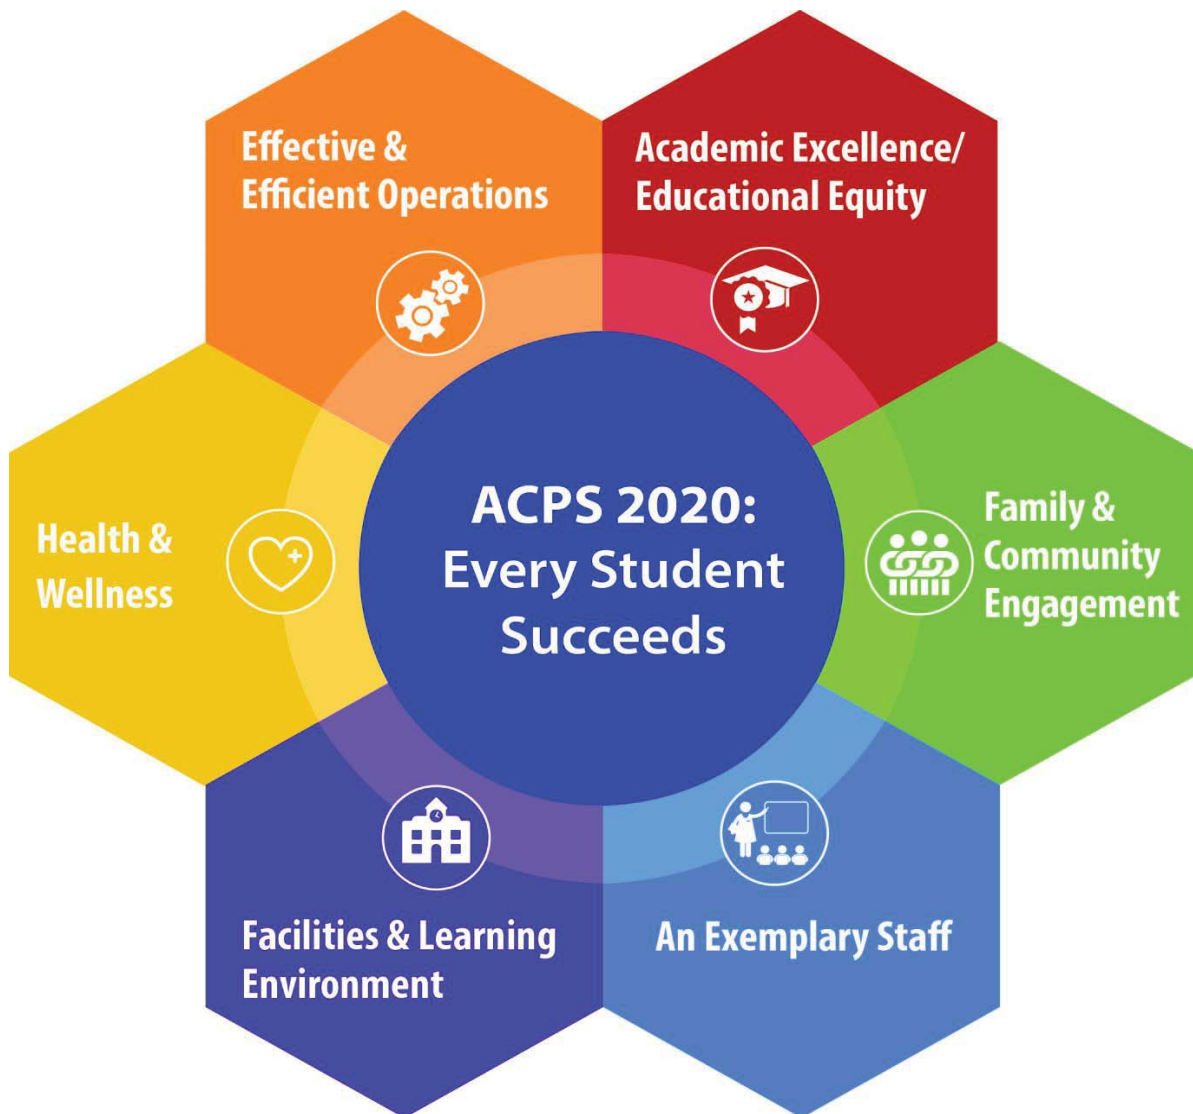 Effective &
Efficient Operations
Academic Excellence/
Educational Equity
Health &
Wellness
ACPS 2020:
Every Student
Succeeds
Family &
Community
Engagement
Facilities & Learning
Environment
An Exemplary Staff